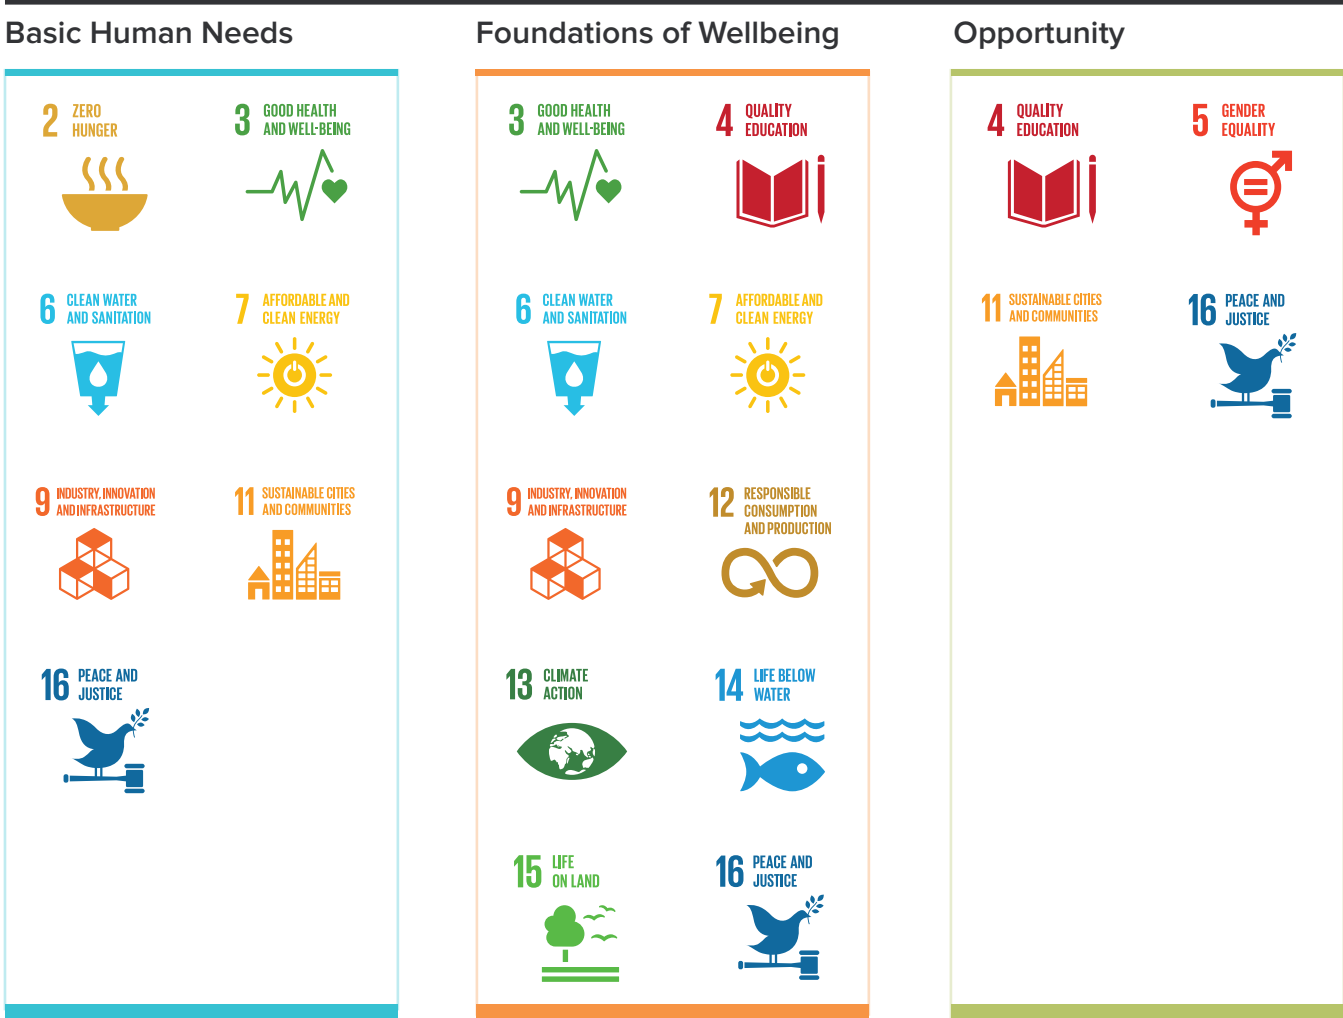 Basic Human Needs
2 ZERO
HUNGER
3 GOOD HEALTH
AND WELL-BEING
6 CLEAN WATER
AND SANITATION
7 AFFORDABLE AND
CLEAN ENERGY
9 INDUSTRY, INNOVATION
AND INFRASTRUCTURE
11 SUSTAINABLE CITIES
AND COMMUNITIES
16 PEACE AND
JUSTICE
Foundations of Wellbeing
3 GOOD HEALTH
AND WELL-BEING
4 QUALITY
EDUCATION
6 CLEAN WATER
AND SANITATION
7 AFFORDABLE AND
CLEAN ENERGY
9 INDUSTRY, INNOVATION
AND INFRASTRUCTURE
12 RESPONSIBLE
CONSUMPTION
AND PRODUCTION
13 CLIMATE
ACTION
14 LIFE BELOW
WATER
15 LIFE
ON LAND
16 PEACE AND
JUSTICE
Opportunity
4 QUALITY
EDUCATION
5 GENDER
EQUALITY
11 SUSTAINABLE CITIES
AND COMMUNITIES
16 PEACE AND
JUSTICE